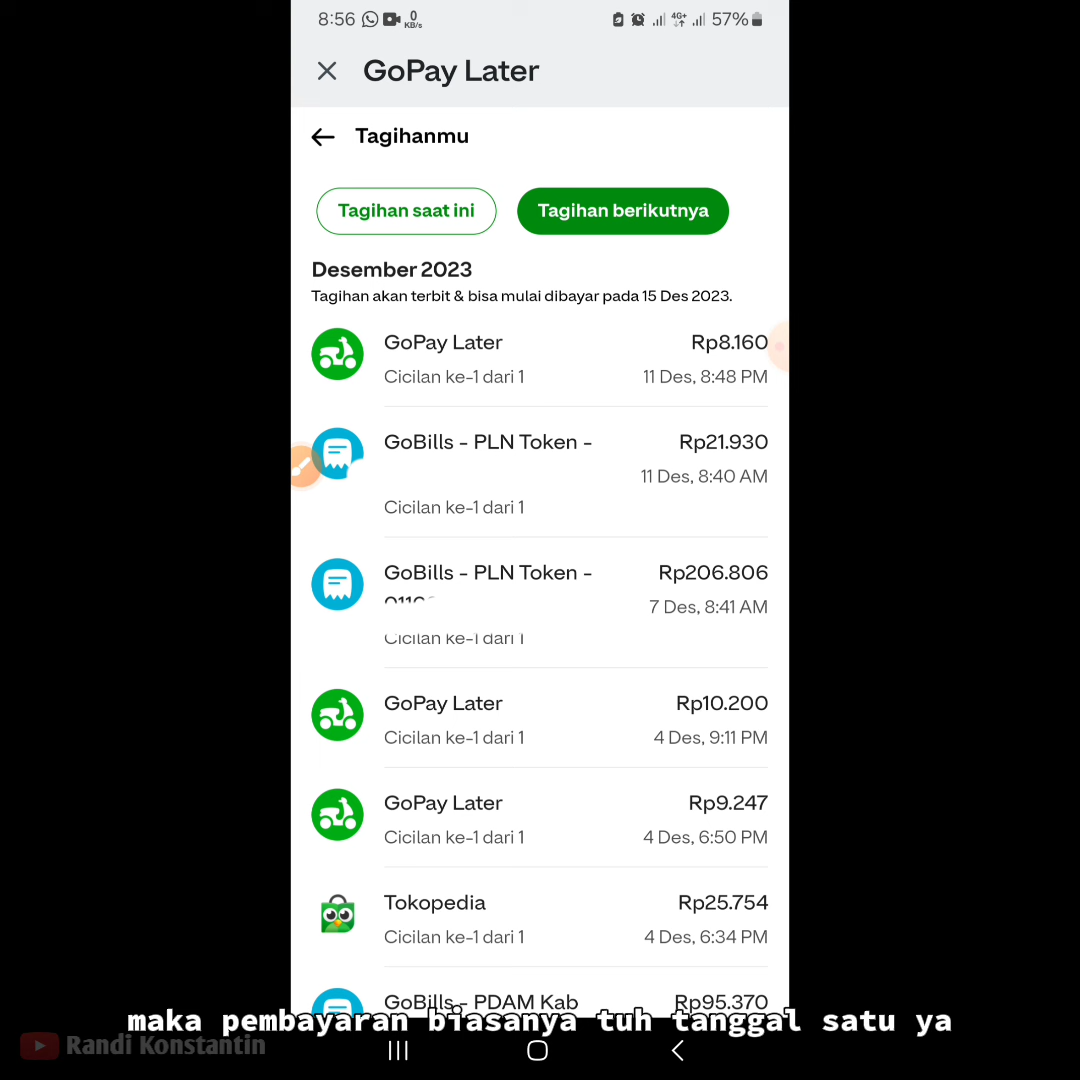 8:56 0 KB/s 4G+ 57%
GoPay Later
Tagihanmu
Tagihan saat ini Tagihan berikutnya
Desember 2023
Tagihan akan terbit & bisa mulai dibayar pada 15 Des 2023.
GoPay Later Rp8.160
Cicilan ke-1 dari 1 11 Des, 8:48 PM
GoBills - PLN Token - Rp21.930
11 Des, 8:40 AM
Cicilan ke-1 dari 1
GoBills - PLN Token - Rp206.806
7 Des, 8:41 AM
Cicilan ke-1 dari 1
GoPay Later Rp10.200
Cicilan ke-1 dari 1 4 Des, 9:11 PM
GoPay Later Rp9.247
Cicilan ke-1 dari 1 4 Des, 6:50 PM
Tokopedia Rp25.754
Cicilan ke-1 dari 1 4 Des, 6:34 PM
GoBills - PDAM Kab Rp95.370
maka pembayaran biasanya tuh tanggal satu ya
Randi Konstantin